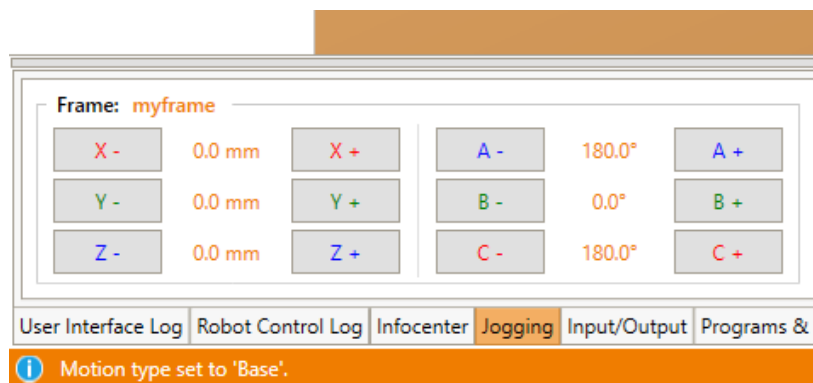 Frame: myframe
X - 0.0 mm X + A - 180.0° A +
Y - 0.0 mm Y + B - 0.0° B +
Z - 0.0 mm Z + C - 180.0° C +
User Interface Log Robot Control Log Infocenter Jogging Input/Output Programs &
Motion type set to 'Base'.